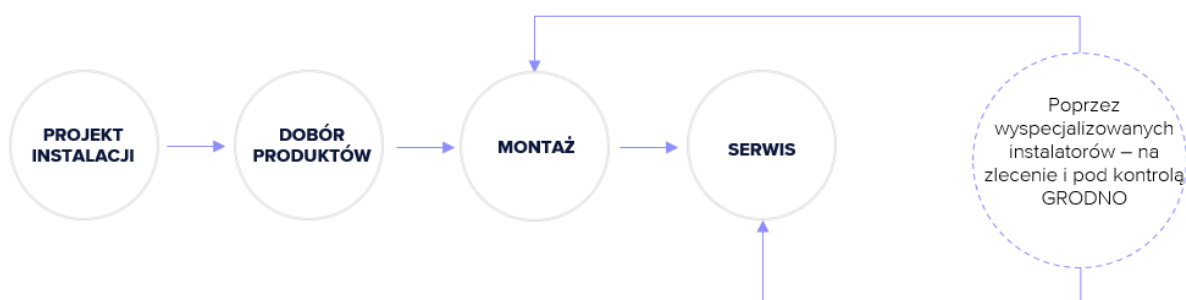 PROJEKT
INSTALACJI
DOBÓR
PRODUKTÓW
MONTAŻ
SERWIS
Poprzez
wyspecjalizowanych
instalatorów – na
zlecenie i pod kontrolą
GRODNO